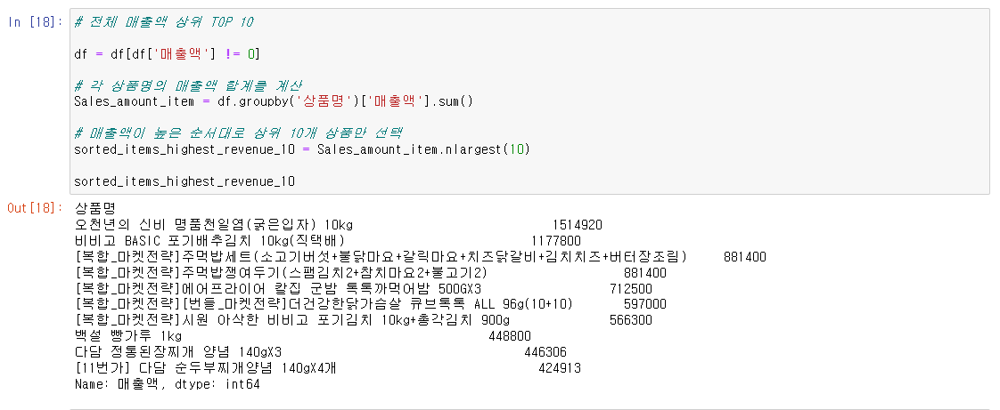 In [18]:
# 전체 매출액 상위 TOP 10
df = df[df['매출액'] != 0]
# 각 상품명의 매출액 합계를 계산
Sales_amount_item = df.groupby('상품명')['매출액'].sum()
# 매출액이 높은 순서대로 상위 10개 상품만 선택
sorted_items_highest_revenue_10 = Sales_amount_item.nlargest(10)
sorted_items_highest_revenue_10
Out[18]: 상품명
오천년의 신비 명품천일염(굵은입자) 10kg 1514920
비비고 BASIC 포기배추김치 10kg(직택배) 1177800
[복합_마켓전략]주먹밥세트(소고기버섯+불닭마요+갈릭마요+치즈닭갈비+김치치즈+버터장조림) 881400
[복합_마켓전략]주먹밥쟁여두기(스팸김치2+참치마요2+불고기2) 881400
[복합_마켓전략]에어프라이어 칼집 군밤 톡톡까먹어밤 500GX3 712500
[복합_마켓전략][번들_마켓전략]더건강한닭가슴살 큐브톡톡 ALL 96g(10+10) 597000
[복합_마켓전략]시원 아삭한 비비고 포기김치 10kg+총각김치 900g 566300
백설 빵가루 1kg 448800
다담 정통된장찌개 양념 140gX3 446306
[11번가] 다담 순두부찌개양념 140gX4개 424913
Name: 매출액, dtype: int64